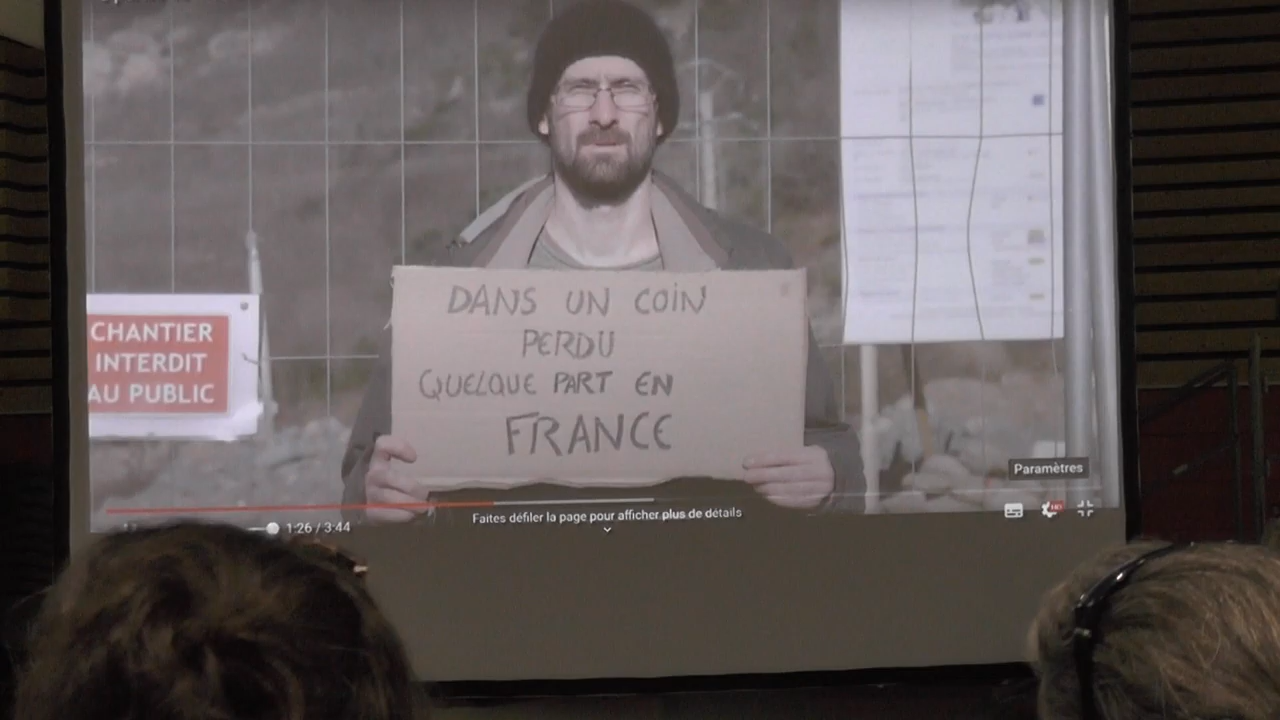 DANS UN COIN
PERDU
QUELQUE PART EN
FRANCE
CHANTIER
INTERDIT
AU PUBLIC
Paramètres
HD
1:26 / 3:44
Faites défiler la page pour afficher plus de détails